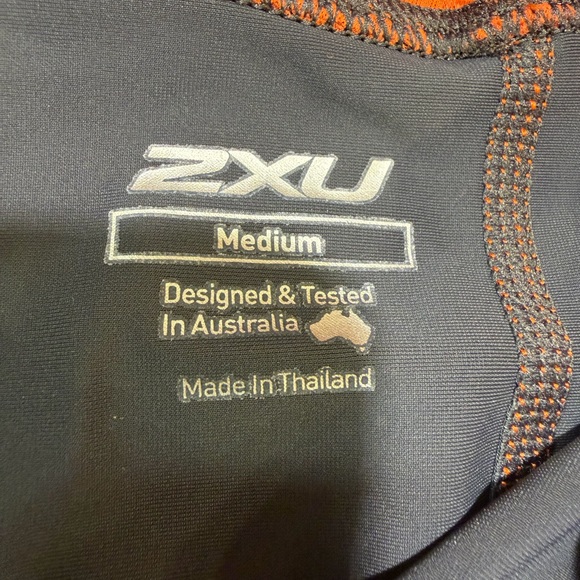 2XU
Medium
Designed & Tested
In Australia
Made In Thailand